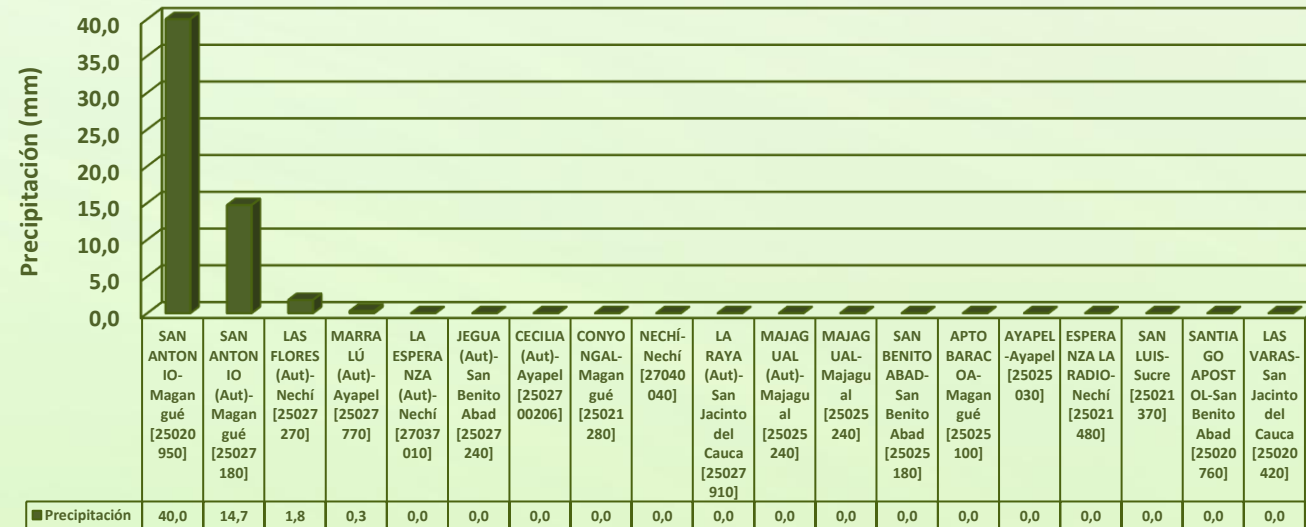 Precipitación (mm)
40,0
35,0
30,0
25,0
20,0
15,0
10,0
5,0
0,0
SAN
ANTON
IO-
Magan
gué
[25020
950]
SAN
ANTON
IO
(Aut)-
Magan
gué
[25027
180]
LAS
FLORES
(Aut)-
Nechí
[25027
270]
MARRA
LÚ
(Aut)-
Ayapel
[25027
770]
LA
ESPERA
NZA
(Aut)-
Nechí
[27037
010]
JEGUA
(Aut)-
San
Benito
Abad
[25027
240]
CECILIA
(Aut)-
Ayapel
[25027
00206]
CONYO
NGAL-
Magan
gué
[25021
280]
NECHÍ-
Nechí
[27040
040]
LA
RAYA
(Aut)-
San
Jacinto
del
Cauca
[25027
910]
MAJAG
UAL
(Aut)-
Majagu
al
[25025
240]
MAJAG
UAL-
Majagu
al
[25025
240]
SAN
BENITO
ABAD-
San
Benito
Abad
[25025
180]
APTO
BARAC
OA-
Magan
gué
[25025
100]
AYAPEL
-Ayapel
[25025
030]
ESPERA
NZA LA
RADIO-
Nechí
[25021
480]
SAN
LUIS-
Sucre
[25021
370]
SANTIA
GO
APOST
OL-San
Benito
Abad
[25020
760]
LAS
VARAS-
San
Jacinto
del
Cauca
[25020
420]
Precipitación 40,0 14,7 1,8 0,3 0,0 0,0 0,0 0,0 0,0 0,0 0,0 0,0 0,0 0,0 0,0 0,0 0,0 0,0 0,0